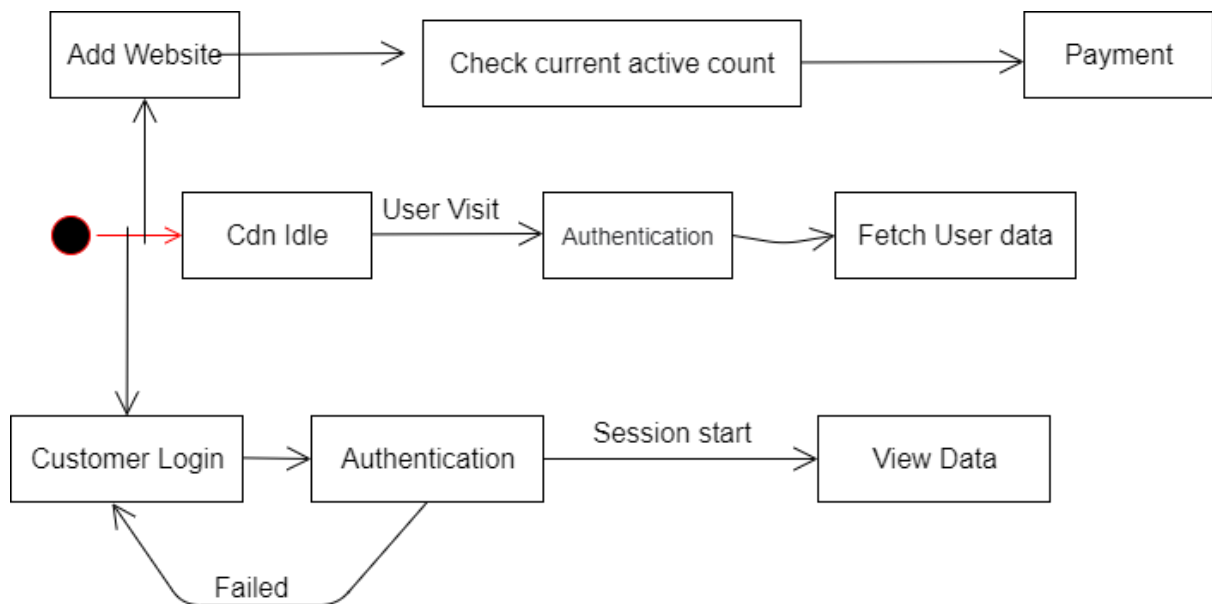 Add Website
Check current active count
Payment
Cdn Idle
User Visit
Authentication
Fetch User data
Customer Login
Authentication
Session start
View Data
Failed